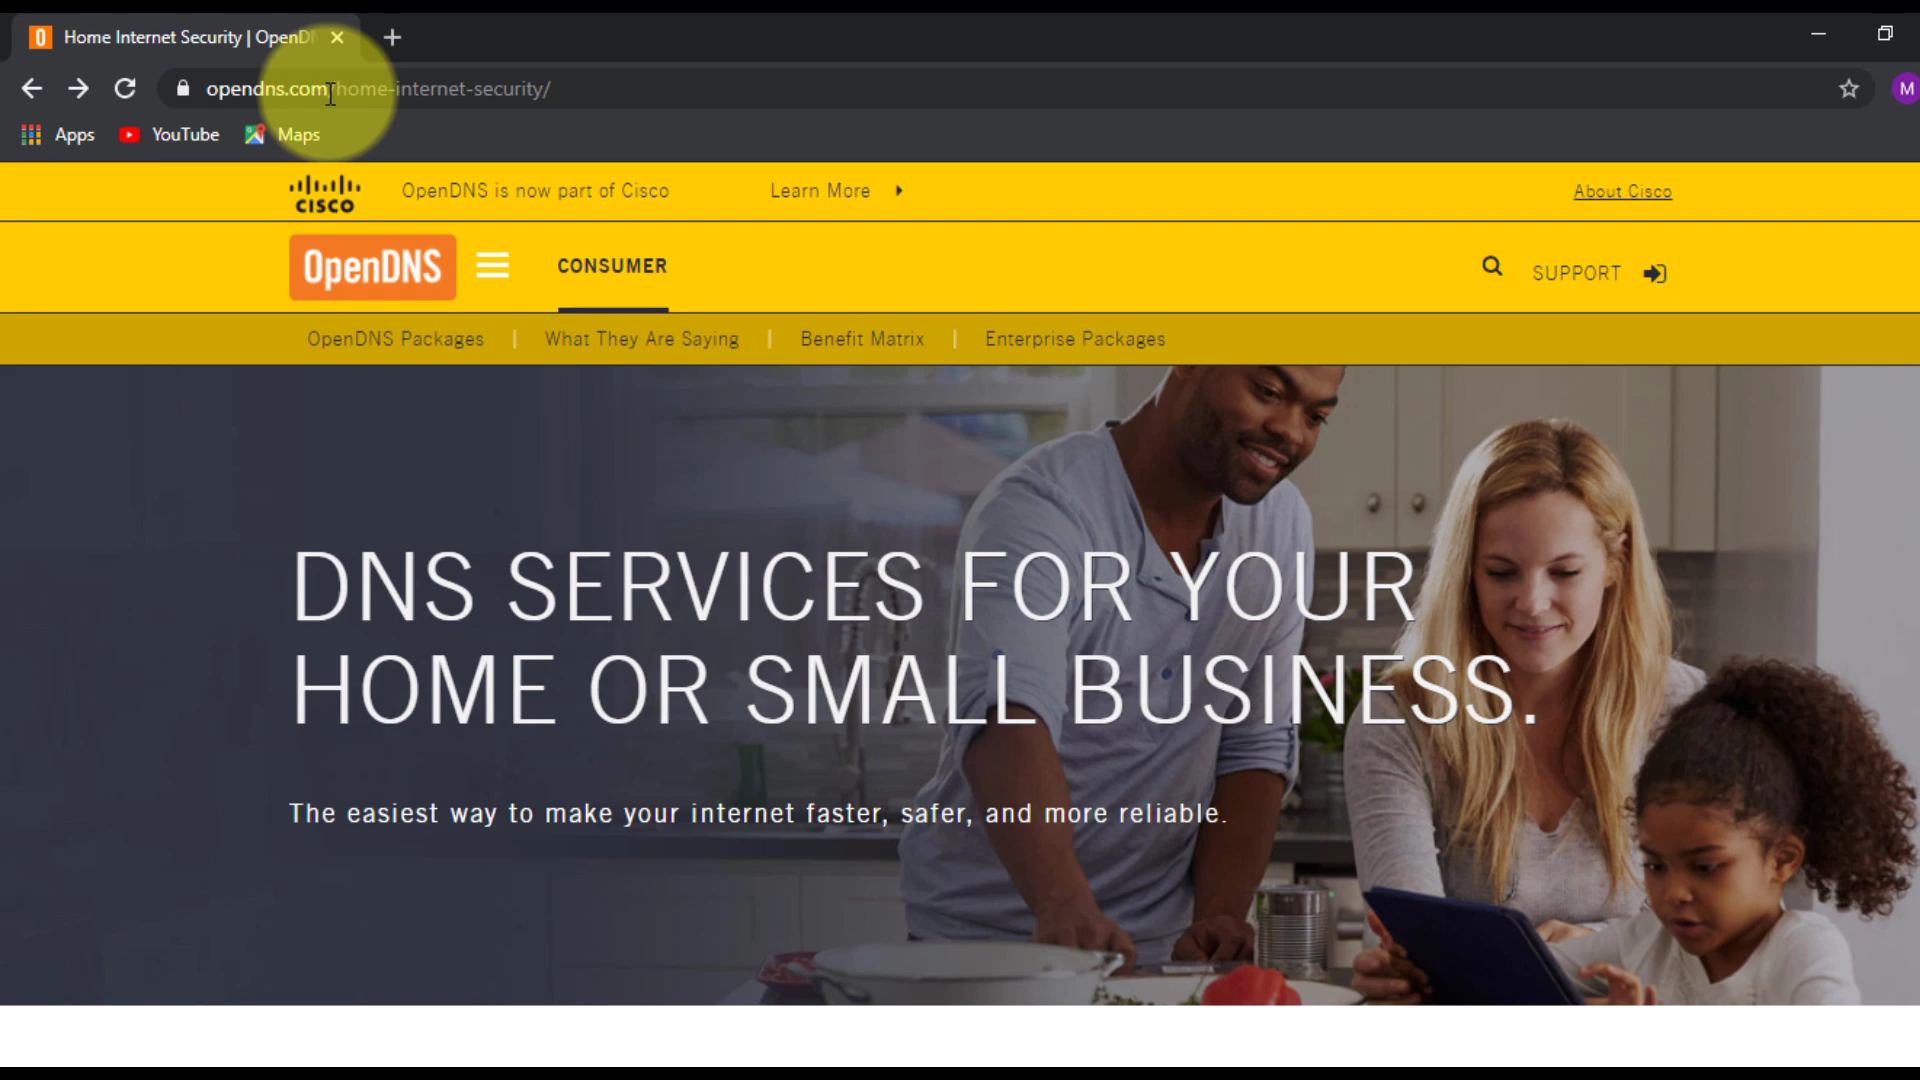 Home Internet Security | OpenD
opendns.com/home-internet-security/
M
Apps
YouTube
Maps
CISCO
OpenDNS is now part of Cisco
Learn More
About Cisco
OpenDNS
CONSUMER
SUPPORT
OpenDNS Packages | What They Are Saying | Benefit Matrix | Enterprise Packages
DNS SERVICES FOR YOUR
HOME OR SMALL BUSINESS.
The easiest way to make your internet faster, safer, and more reliable.